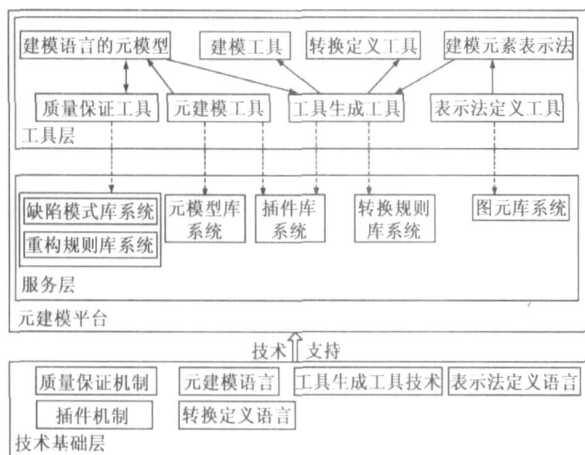 建模语言的元模型
建模工具
转换定义工具
建模元素表示法
质量保证工具
元建模工具
工具生成工具
表示法定义工具
工具层
缺陷模式库系统
重构规则库系统
元模型库
系统
插件库
系统
转换规则
库系统
图元库系统
服务层
元建模平台
技术 支持
质量保证机制
元建模语言
工具生成工具技术
表示法定义语言
插件机制
转换定义语言
技术基础层